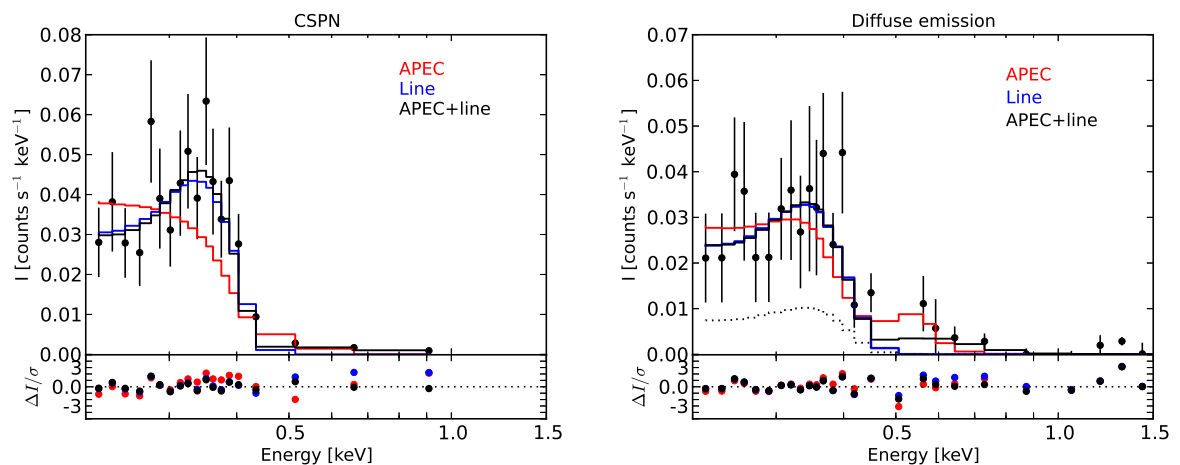 CSPN
0.08
0.07
0.06
0.05
0.04
0.03
0.02
0.01
0.00
I [counts s⁻¹ keV⁻¹]
APEC
Line
APEC+line
3
0.0
-3
ΔI/σ
0.5
1.0
1.5
Energy [keV]
Diffuse emission
0.07
0.06
0.05
0.04
0.03
0.02
0.01
0.00
I [counts s⁻¹ keV⁻¹]
APEC
Line
APEC+line
3
0.0
-3
ΔI/σ
0.5
1.0
1.5
Energy [keV]